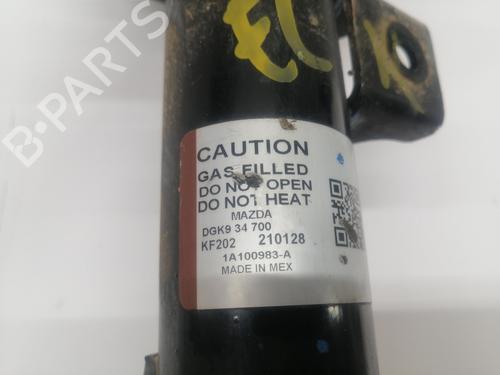 B-PARTS
CAUTION
GAS FILLED
DO NOT OPEN
DO NOT HEAT
MAZDA
DGK9 34 700
KF202 210128
1A100983-A
MADE IN MEX